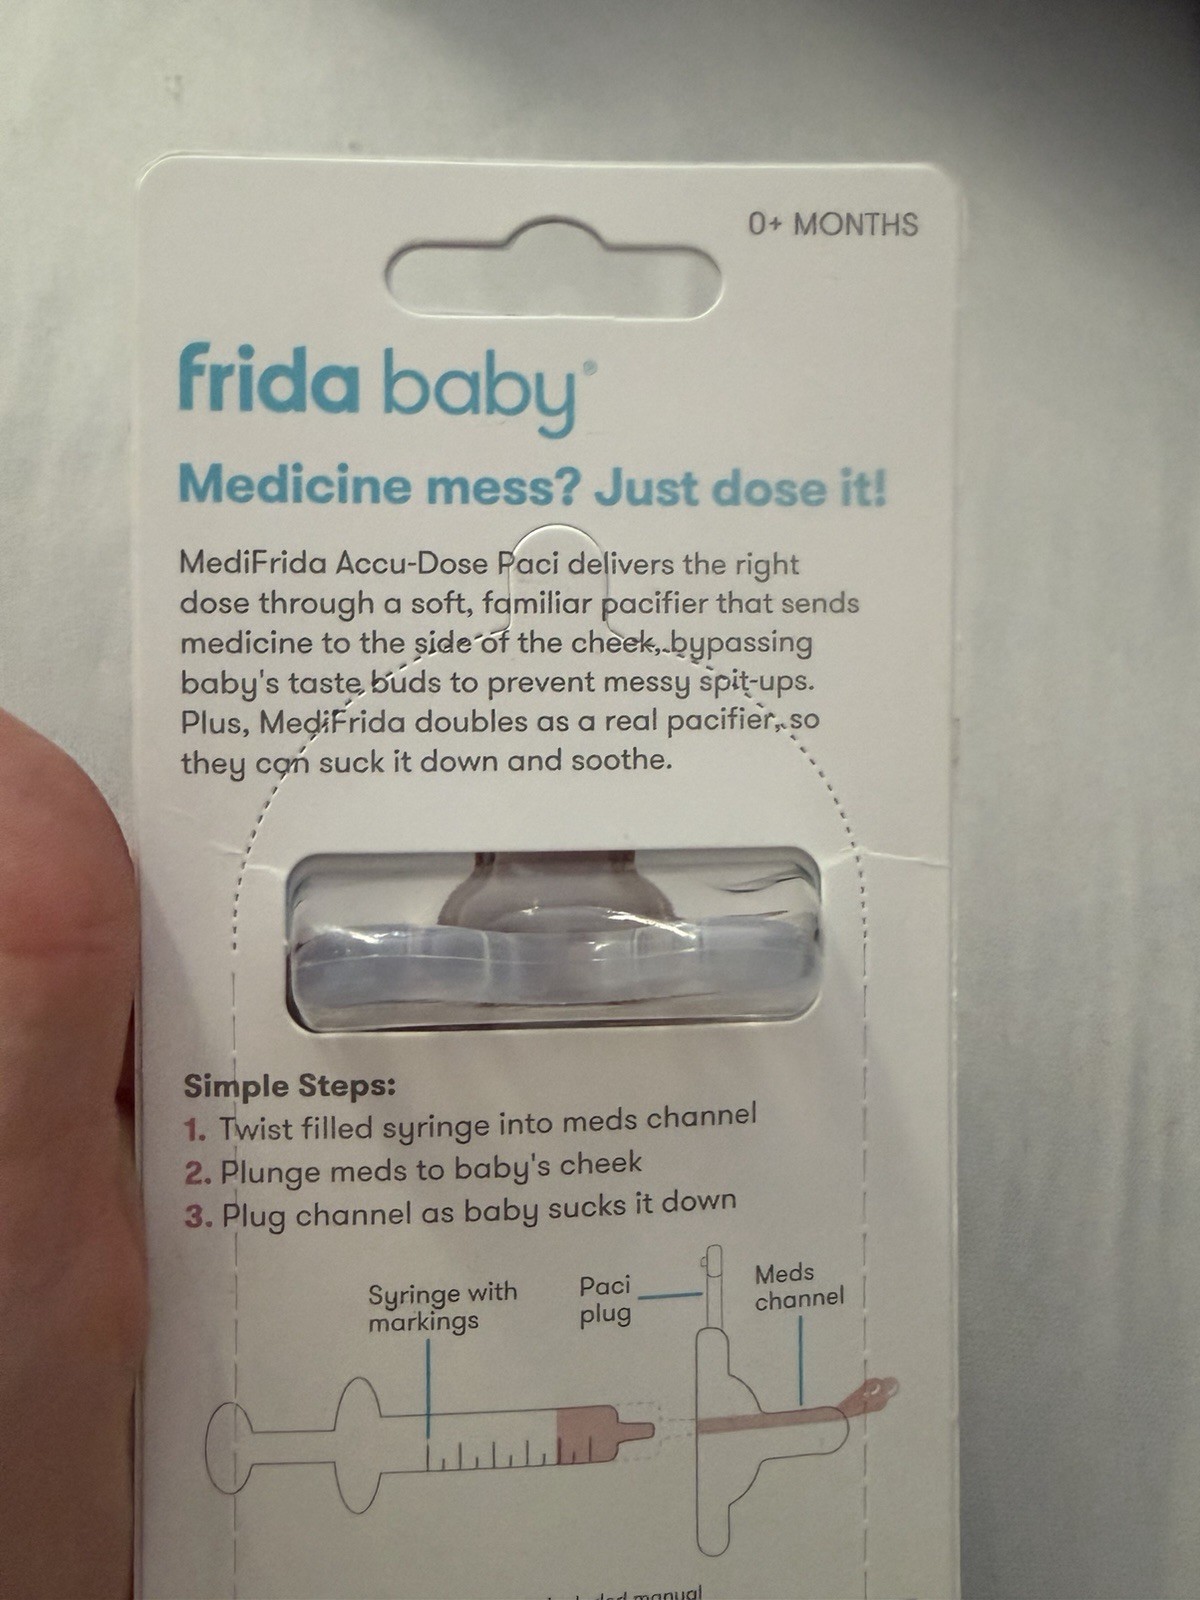 0+ MONTHS
frida baby®
Medicine mess? Just dose it!
MediFrida Accu-Dose Paci delivers the right
dose through a soft, familiar pacifier that sends
medicine to the side of the cheek, bypassing
baby's taste buds to prevent messy spit-ups.
Plus, MediFrida doubles as a real pacifier, so
they can suck it down and soothe.
Simple Steps:
1. Twist filled syringe into meds channel
2. Plunge meds to baby's cheek
3. Plug channel as baby sucks it down
Syringe with
markings
Paci
plug
Meds
channel
manual